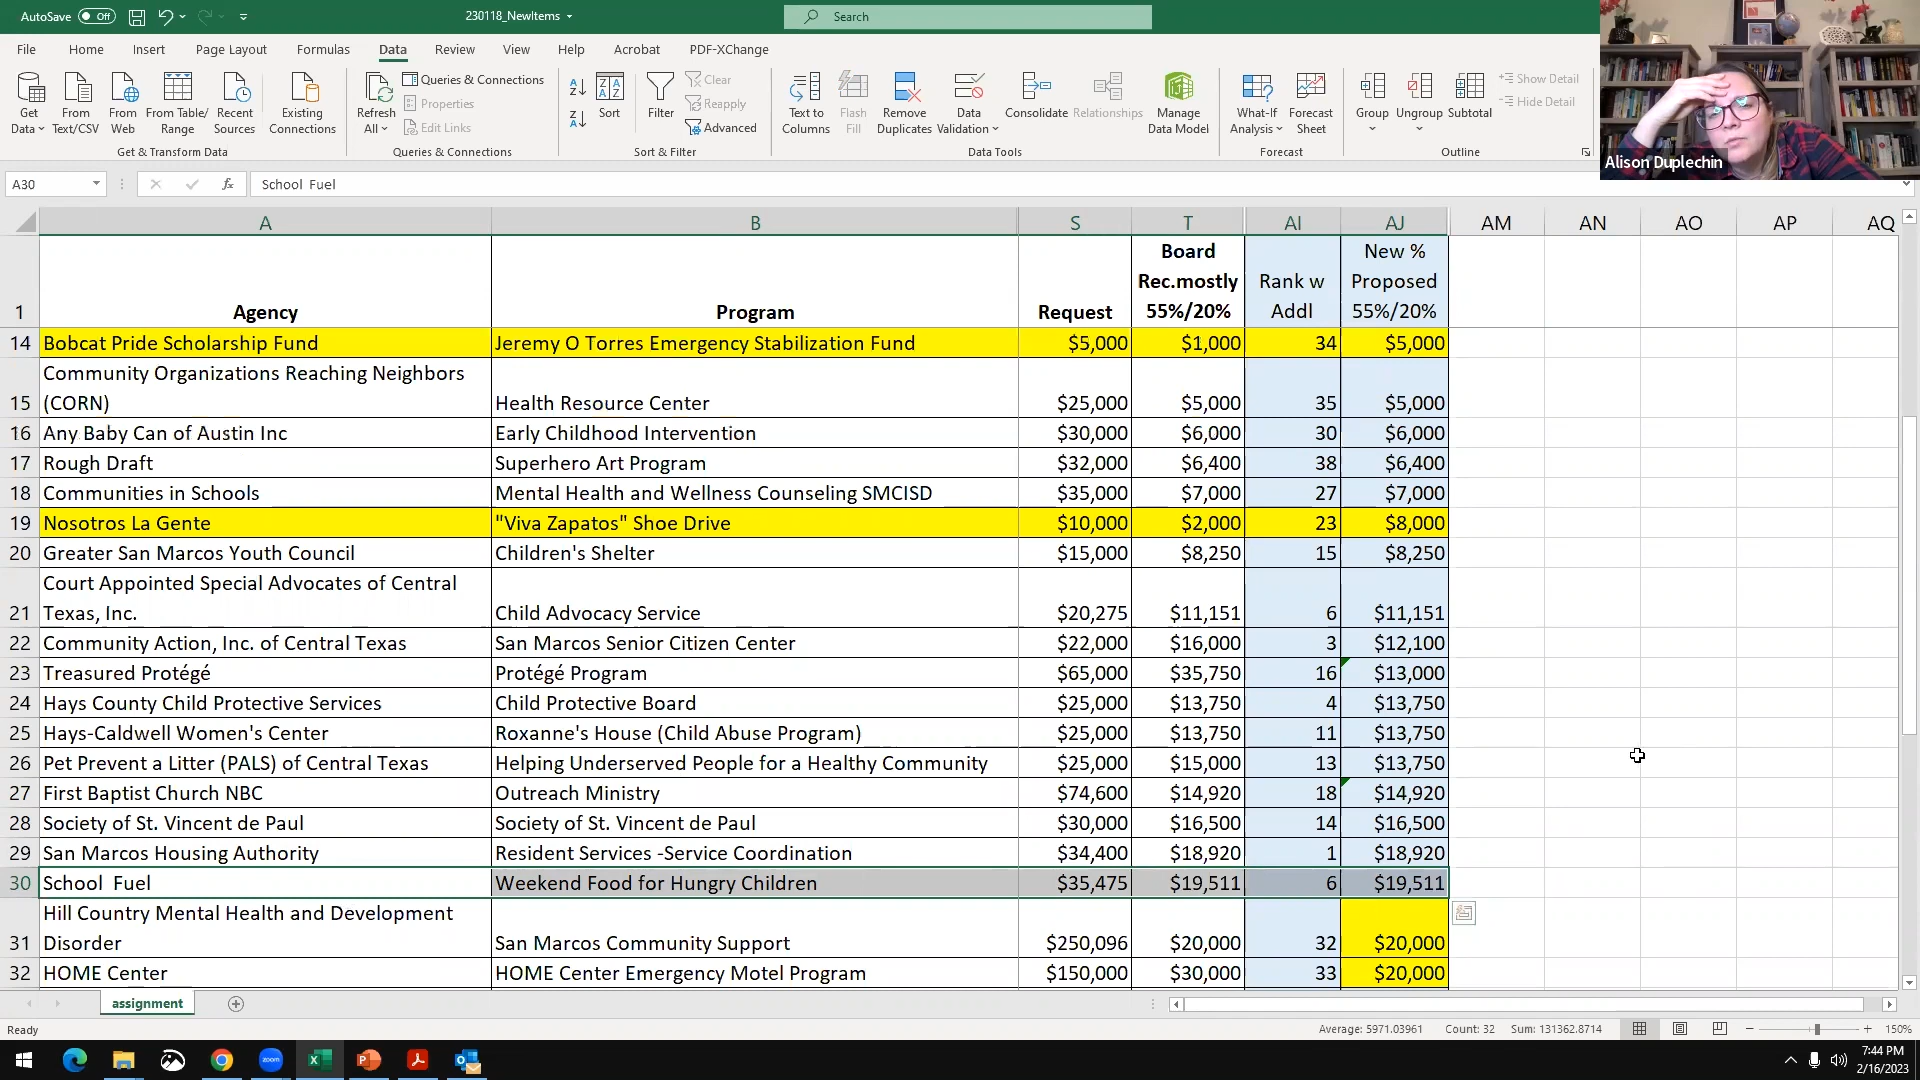 AutoSave Off
230118_NewItems
Search
File Home Insert Page Layout Formulas Data Review View Help Acrobat PDF-XChange
Get Data
From Text/CSV
From Web
From Table/ Range
Recent Sources
Existing Connections
Get & Transform Data
Refresh All
Queries & Connections
Properties
Edit Links
Queries & Connections
Sort
Filter
Clear
Reapply
Advanced
Sort & Filter
Text to Columns
Flash Fill
Remove Duplicates
Data Validation
Consolidate
Relationships
Manage Data Model
Data Tools
What-If Analysis
Forecast Sheet
Forecast
Group
Ungroup
Subtotal
Show Detail
Hide Detail
Outline
Alison Duplechin
A30 fx School Fuel
A B S T AI AJ AM AN AO AP AQ
1 Agency Program Request Board Rec.mostly 55%/20% Rank w Addl New % Proposed 55%/20%
14 Bobcat Pride Scholarship Fund Jeremy O Torres Emergency Stabilization Fund $5,000 $1,000 34 $5,000
15 Community Organizations Reaching Neighbors (CORN) Health Resource Center $25,000 $5,000 35 $5,000
16 Any Baby Can of Austin Inc Early Childhood Intervention $30,000 $6,000 30 $6,000
17 Rough Draft Superhero Art Program $32,000 $6,400 38 $6,400
18 Communities in Schools Mental Health and Wellness Counseling SMCISD $35,000 $7,000 27 $7,000
19 Nosotros La Gente "Viva Zapatos" Shoe Drive $10,000 $2,000 23 $8,000
20 Greater San Marcos Youth Council Children's Shelter $15,000 $8,250 15 $8,250
21 Court Appointed Special Advocates of Central Texas, Inc. Child Advocacy Service $20,275 $11,151 6 $11,151
22 Community Action, Inc. of Central Texas San Marcos Senior Citizen Center $22,000 $16,000 3 $12,100
23 Treasured Protégé Protégé Program $65,000 $35,750 16 $13,000
24 Hays County Child Protective Services Child Protective Board $25,000 $13,750 4 $13,750
25 Hays-Caldwell Women's Center Roxanne's House (Child Abuse Program) $25,000 $13,750 11 $13,750
26 Pet Prevent a Litter (PALS) of Central Texas Helping Underserved People for a Healthy Community $25,000 $15,000 13 $13,750
27 First Baptist Church NBC Outreach Ministry $74,600 $14,920 18 $14,920
28 Society of St. Vincent de Paul Society of St. Vincent de Paul $30,000 $16,500 14 $16,500
29 San Marcos Housing Authority Resident Services -Service Coordination $34,400 $18,920 1 $18,920
30 School Fuel Weekend Food for Hungry Children $35,475 $19,511 6 $19,511
31 Hill Country Mental Health and Development Disorder San Marcos Community Support $250,096 $20,000 32 $20,000
32 HOME Center HOME Center Emergency Motel Program $150,000 $30,000 33 $20,000
assignment
Ready Average: 5971.03961 Count: 32 Sum: 131362.8714 150%
zoom
7:44 PM
2/16/2023